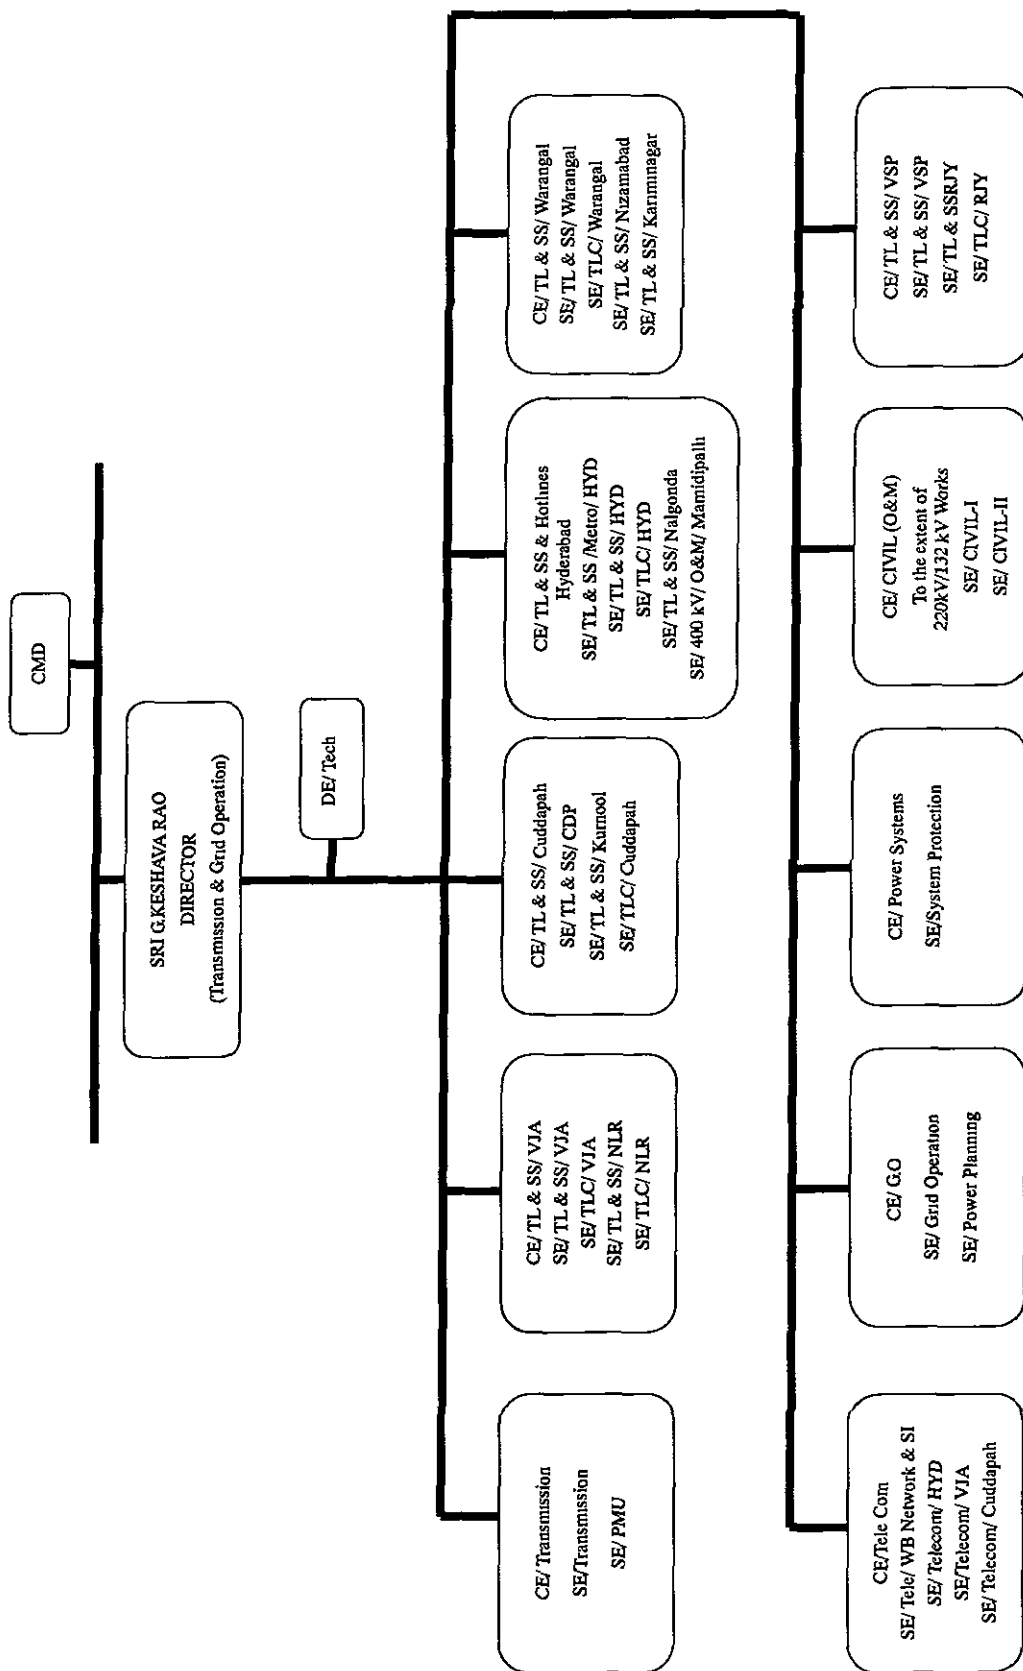 CMD
SRI G.KESHAVA RAO
DIRECTOR
(Transmission & Grid Operation)
DE/ Tech
CE/ Transmission
SE/Transmission
SE/ PMU
CE/ TL & SS/ VJA
SE/ TL & SS/ VJA
SE/ TLC/ VJA
SE/ TL & SS/ NLR
SE/ TLC/ NLR
CE/ TL & SS/ Cuddapah
SE/ TL & SS/ CDP
SE/ TL & SS/ Kurnool
SE/ TLC/ Cuddapah
CE/ TL & SS & Hotlines
Hyderabad
SE/ TL & SS /Metro/ HYD
SE/ TL & SS/ HYD
SE/ TLC/ HYD
SE/ TL & SS/ Nalgonda
SE/ 400 kV/ O&M/ Mamidipalli
CE/ TL & SS/ Warangal
SE/ TL & SS/ Warangal
SE/ TLC/ Warangal
SE/ TL & SS/ Nizamabad
SE/ TL & SS/ Karimnagar
CE/Tele Com
SE/ Tele/ WB Network & SI
SE/ Telecom/ HYD
SE/Telecom/ VJA
SE/ Telecom/ Cuddapah
CE/ G.O
SE/ Grid Operation
SE/ Power Planning
CE/ Power Systems
SE/System Protection
CE/ CIVIL (O&M)
To the extent of
220kV/132 kV Works
SE/ CIVIL-I
SE/ CIVIL-II
CE/ TL & SS/ VSP
SE/ TL & SS/ VSP
SE/ TL & SSRJY
SE/ TLC/ RJY